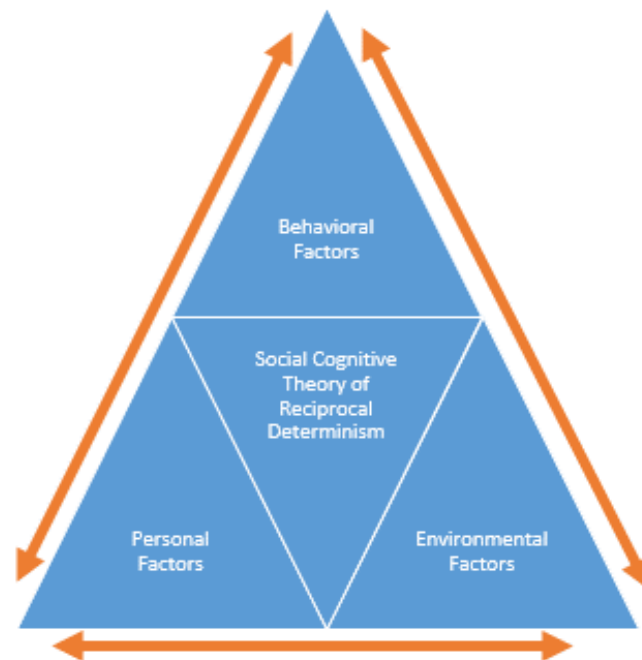 Behavioral
Factors
Social Cognitive
Theory of
Reciprocal
Determinism
Personal
Factors
Environmental
Factors